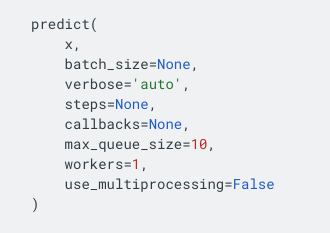 predict(
    x,
    batch_size=None,
    verbose='auto',
    steps=None,
    callbacks=None,
    max_queue_size=10,
    workers=1,
    use_multiprocessing=False
)